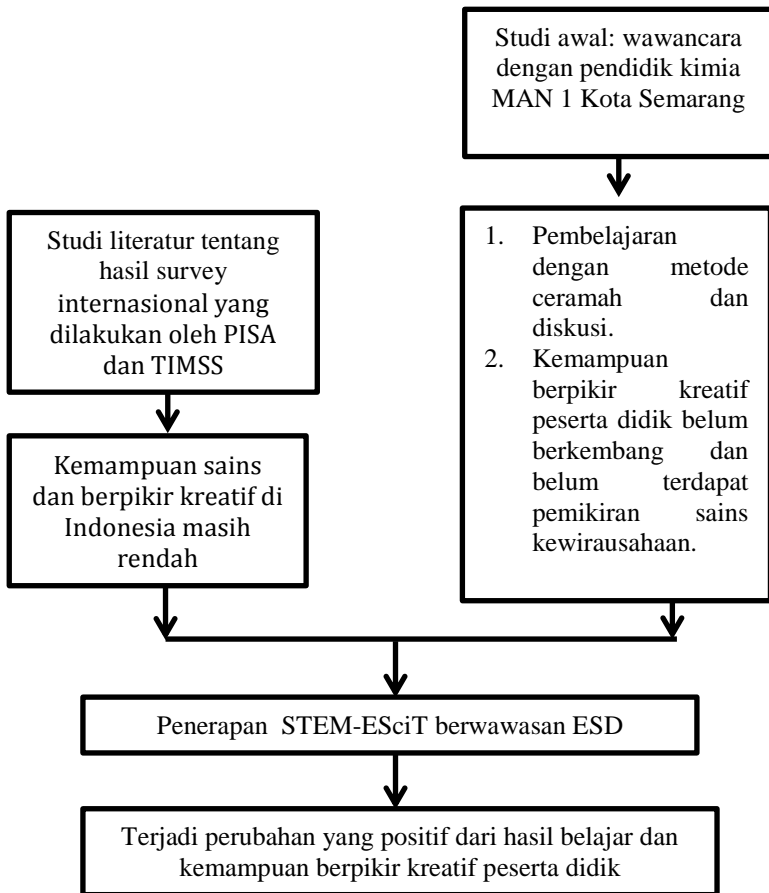 Studi awal: wawancara
dengan pendidik kimia
MAN 1 Kota Semarang
Studi literatur tentang
hasil survey
internasional yang
dilakukan oleh PISA
dan TIMSS
1. Pembelajaran
dengan metode
ceramah dan
diskusi.
2. Kemampuan
berpikir kreatif
peserta didik belum
berkembang dan
belum terdapat
pemikiran sains
kewirausahaan.
Kemampuan sains
dan berpikir kreatif di
Indonesia masih
rendah
Penerapan STEM-ESciT berwawasan ESD
Terjadi perubahan yang positif dari hasil belajar dan
kemampuan berpikir kreatif peserta didik